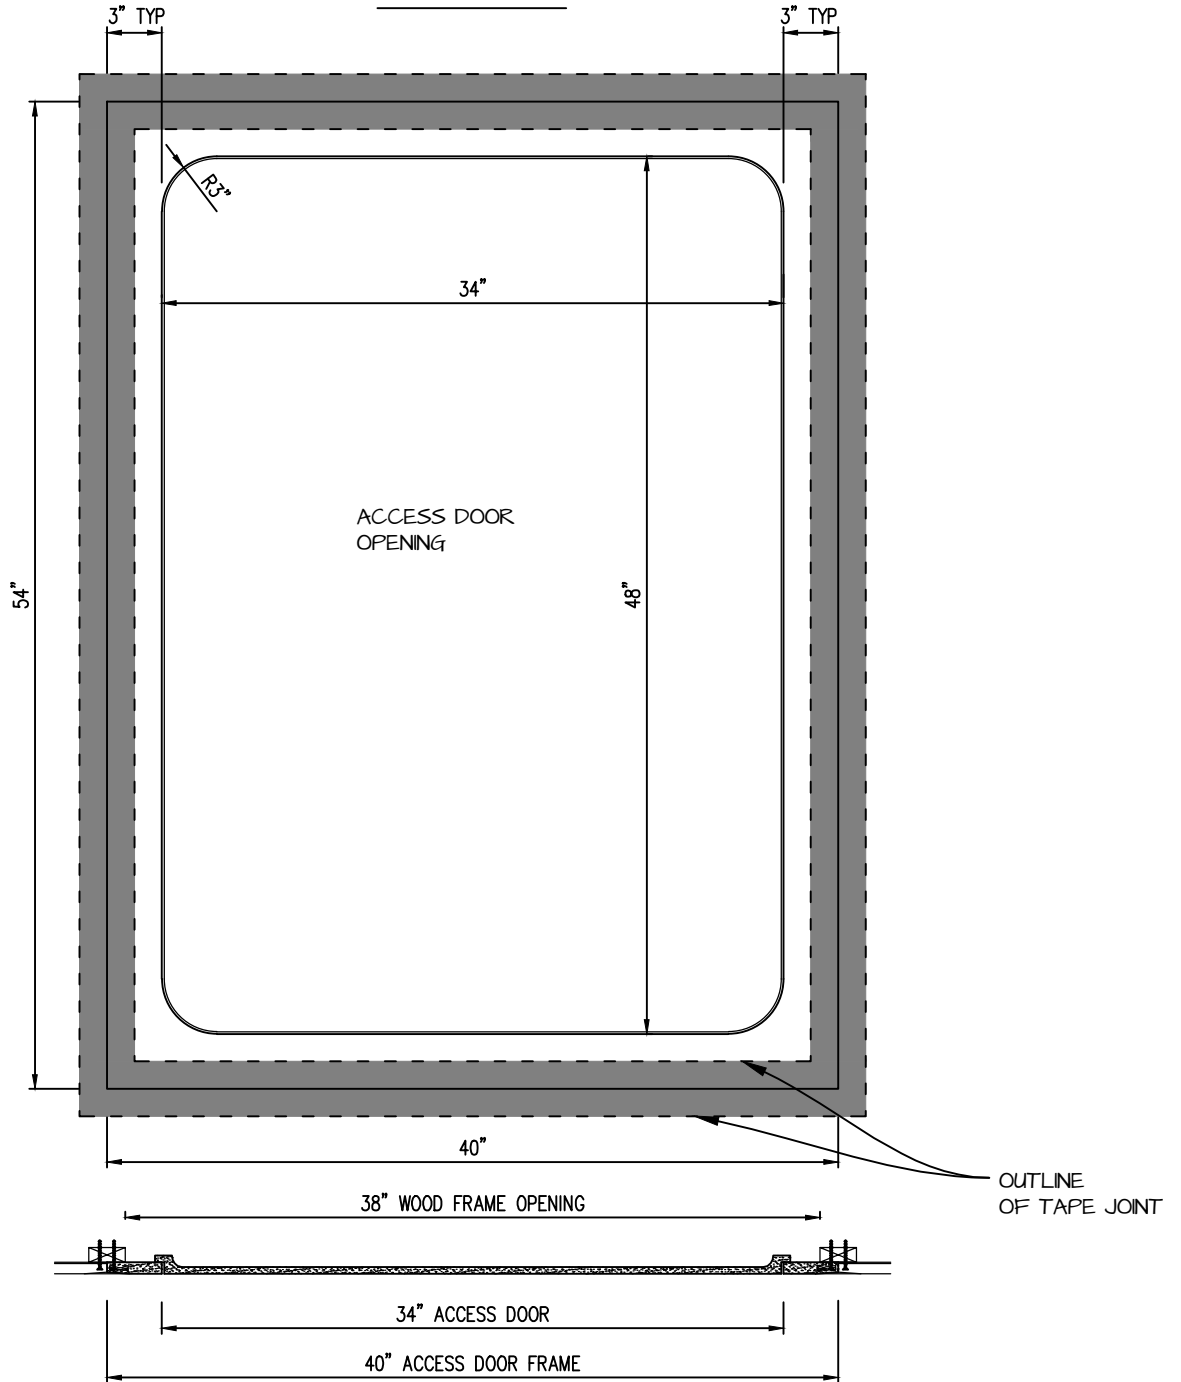 3" TYP
3" TYP
R3"
34"
ACCESS DOOR
OPENING
54"
48"
40"
OUTLINE
OF TAPE JOINT
38" WOOD FRAME OPENING
34" ACCESS DOOR
40" ACCESS DOOR FRAME